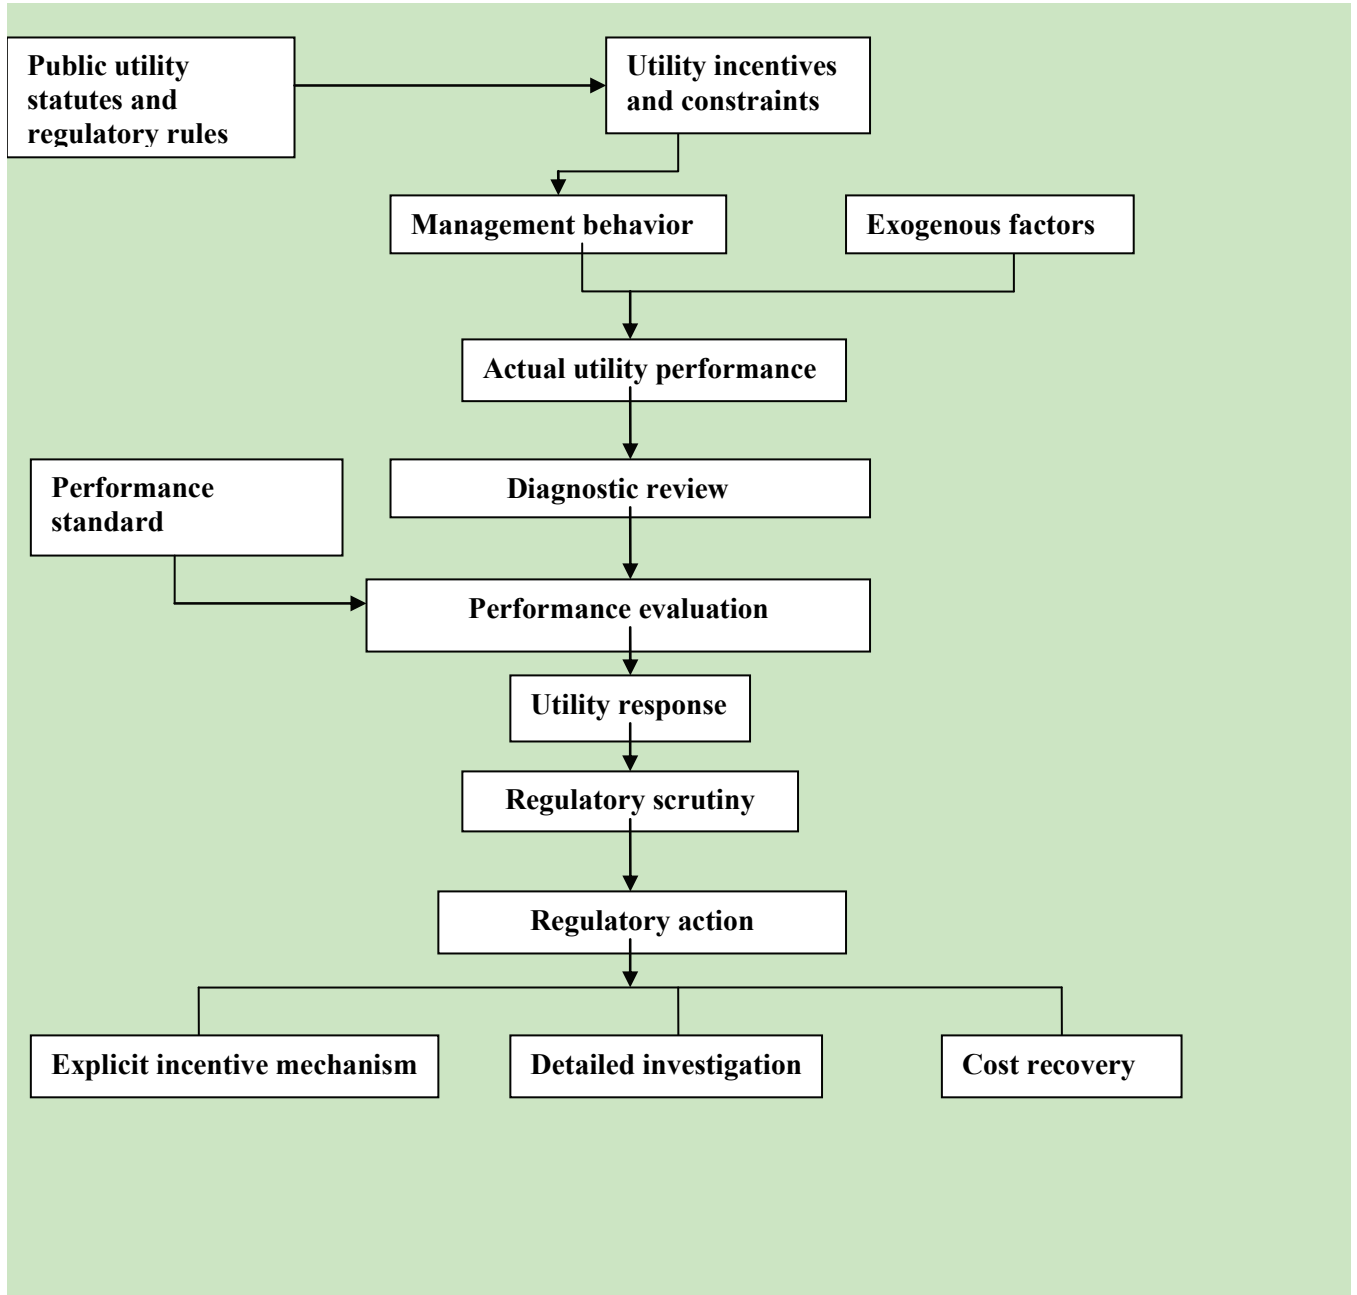 Public utility
statutes and
regulatory rules
Utility incentives
and constraints
Management behavior
Exogenous factors
Actual utility performance
Performance
standard
Diagnostic review
Performance evaluation
Utility response
Regulatory scrutiny
Regulatory action
Explicit incentive mechanism
Detailed investigation
Cost recovery